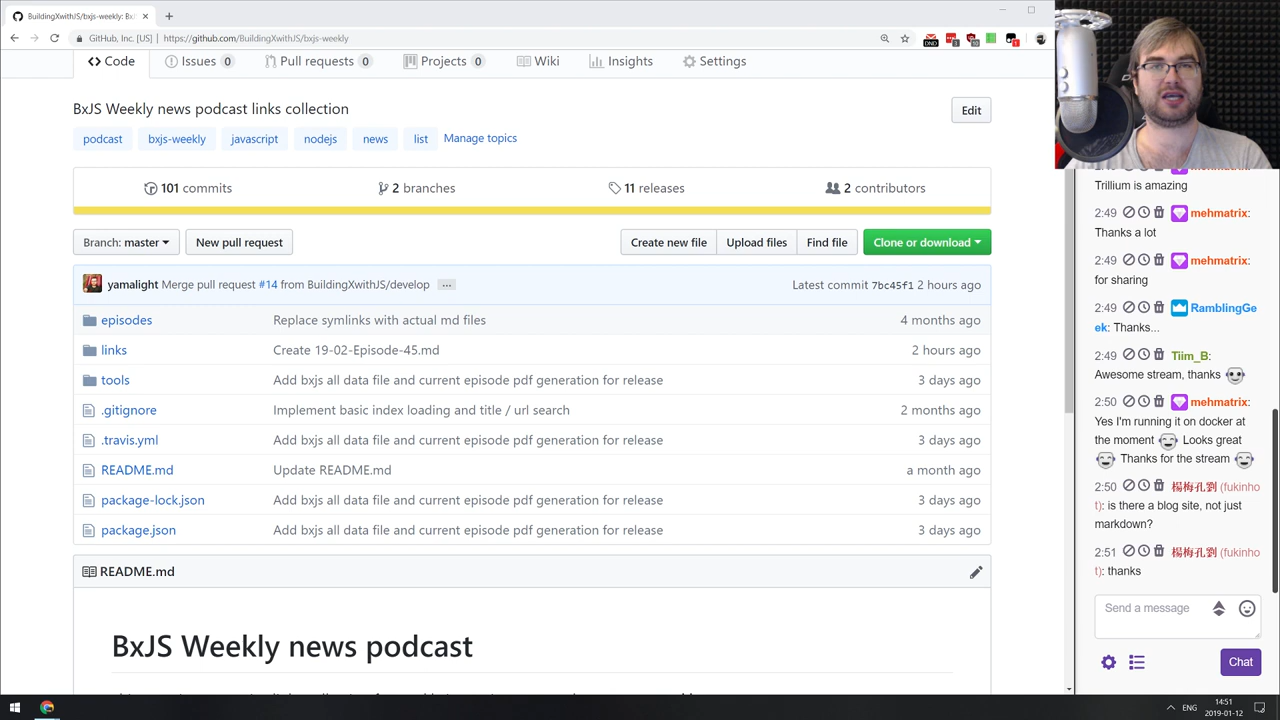 BuildingXwithJS/bxjs-weekly: BxJ
GitHub, Inc. [US] | https://github.com/BuildingXwithJS/bxjs-weekly
Code Issues 0 Pull requests 0 Projects 0 Wiki Insights Settings
BxJS Weekly news podcast links collection
Edit
podcast bxjs-weekly javascript nodejs news list Manage topics
101 commits 2 branches 11 releases 2 contributors
Branch: master New pull request Create new file Upload files Find file Clone or download
yamalight Merge pull request #14 from BuildingXwithJS/develop ... Latest commit 7bc45f1 2 hours ago
episodes Replace symlinks with actual md files 4 months ago
links Create 19-02-Episode-45.md 2 hours ago
tools Add bxjs all data file and current episode pdf generation for release 3 days ago
.gitignore Implement basic index loading and title / url search 2 months ago
.travis.yml Add bxjs all data file and current episode pdf generation for release 3 days ago
README.md Update README.md a month ago
package-lock.json Add bxjs all data file and current episode pdf generation for release 3 days ago
package.json Add bxjs all data file and current episode pdf generation for release 3 days ago
README.md
BxJS Weekly news podcast
Trillium is amazing
2:49 mehmatrix:
Thanks a lot
2:49 mehmatrix:
for sharing
2:49 RamblingGe
ek: Thanks...
2:49 Tiim_B:
Awesome stream, thanks
2:50 mehmatrix:
Yes I'm running it on docker at
the moment Looks great
Thanks for the stream
2:50 楊梅孔劉 (fukinho
t): is there a blog site, not just
markdown?
2:51 楊梅孔劉 (fukinho
t): thanks
Send a message
Chat
ENG
14:51
2019-01-12